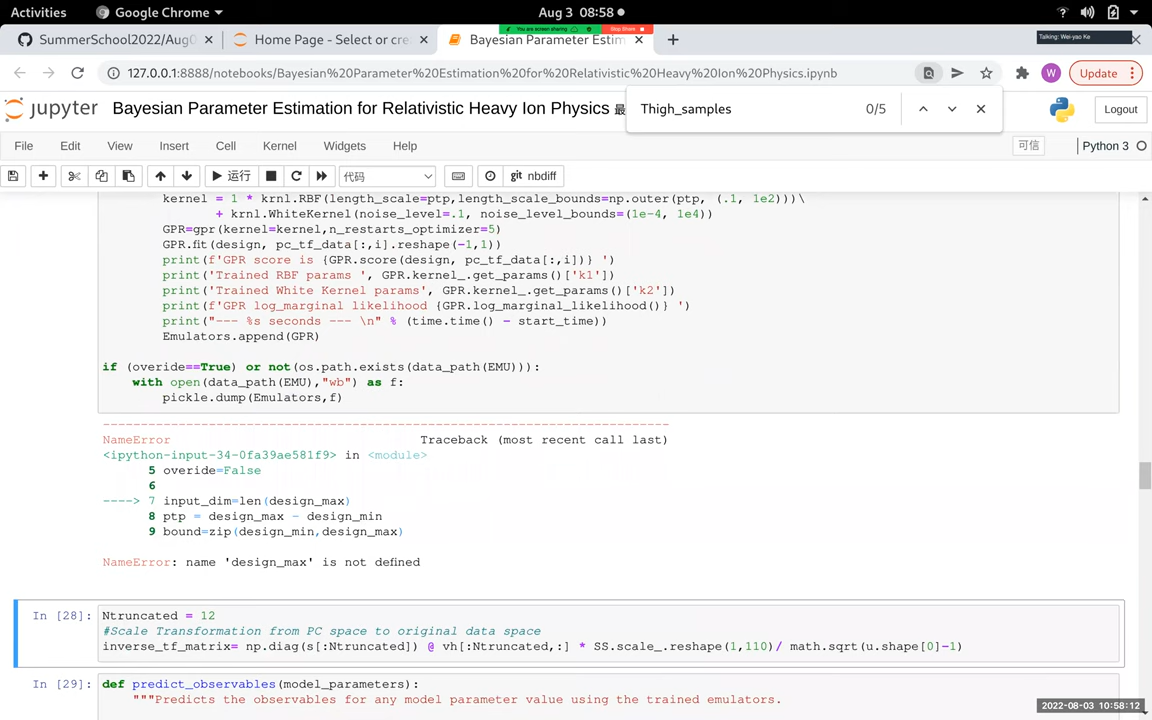 Activities Google Chrome Aug 3 08:58
You are screen sharing Stop Share
Talking: Wei-yao Ke
SummerSchool2022/Aug0 Home Page - Select or cre Bayesian Parameter Estim
127.0.0.1:8888/notebooks/Bayesian%20Parameter%20Estimation%20for%20Relativistic%20Heavy%20Ion%20Physics.ipynb W Update
jupyter Bayesian Parameter Estimation for Relativistic Heavy Ion Physics 最 Logout
Thigh_samples 0/5
File Edit View Insert Cell Kernel Widgets Help 可信 Python 3
运行 代码 git nbdiff
kernel = 1 * krnl.RBF(length_scale=ptp,length_scale_bounds=np.outer(ptp, (.1, 1e2)))\
+ krnl.WhiteKernel(noise_level=.1, noise_level_bounds=(1e-4, 1e4))
GPR=gpr(kernel=kernel,n_restarts_optimizer=5)
GPR.fit(design, pc_tf_data[:,i].reshape(-1,1))
print(f'GPR score is {GPR.score(design, pc_tf_data[:,i])} ')
print('Trained RBF params ', GPR.kernel_.get_params()['k1'])
print('Trained White Kernel params', GPR.kernel_.get_params()['k2'])
print(f'GPR log_marginal likelihood {GPR.log_marginal_likelihood()} ')
print("--- %s seconds --- \n" % (time.time() - start_time))
Emulators.append(GPR)
if (overide==True) or not(os.path.exists(data_path(EMU))):
with open(data_path(EMU),"wb") as f:
pickle.dump(Emulators,f)
---------------------------------------------------------------------------
NameError Traceback (most recent call last)
<ipython-input-34-0fa39ae581f9> in <module>
5 overide=False
6
----> 7 input_dim=len(design_max)
8 ptp = design_max - design_min
9 bound=zip(design_min,design_max)
NameError: name 'design_max' is not defined
In [28]: Ntruncated = 12
#Scale Transformation from PC space to original data space
inverse_tf_matrix= np.diag(s[:Ntruncated]) @ vh[:Ntruncated,:] * SS.scale_.reshape(1,110)/ math.sqrt(u.shape[0]-1)
In [29]: def predict_observables(model_parameters):
"""Predicts the observables for any model parameter value using the trained emulators.
2022-08-03 10:58:12